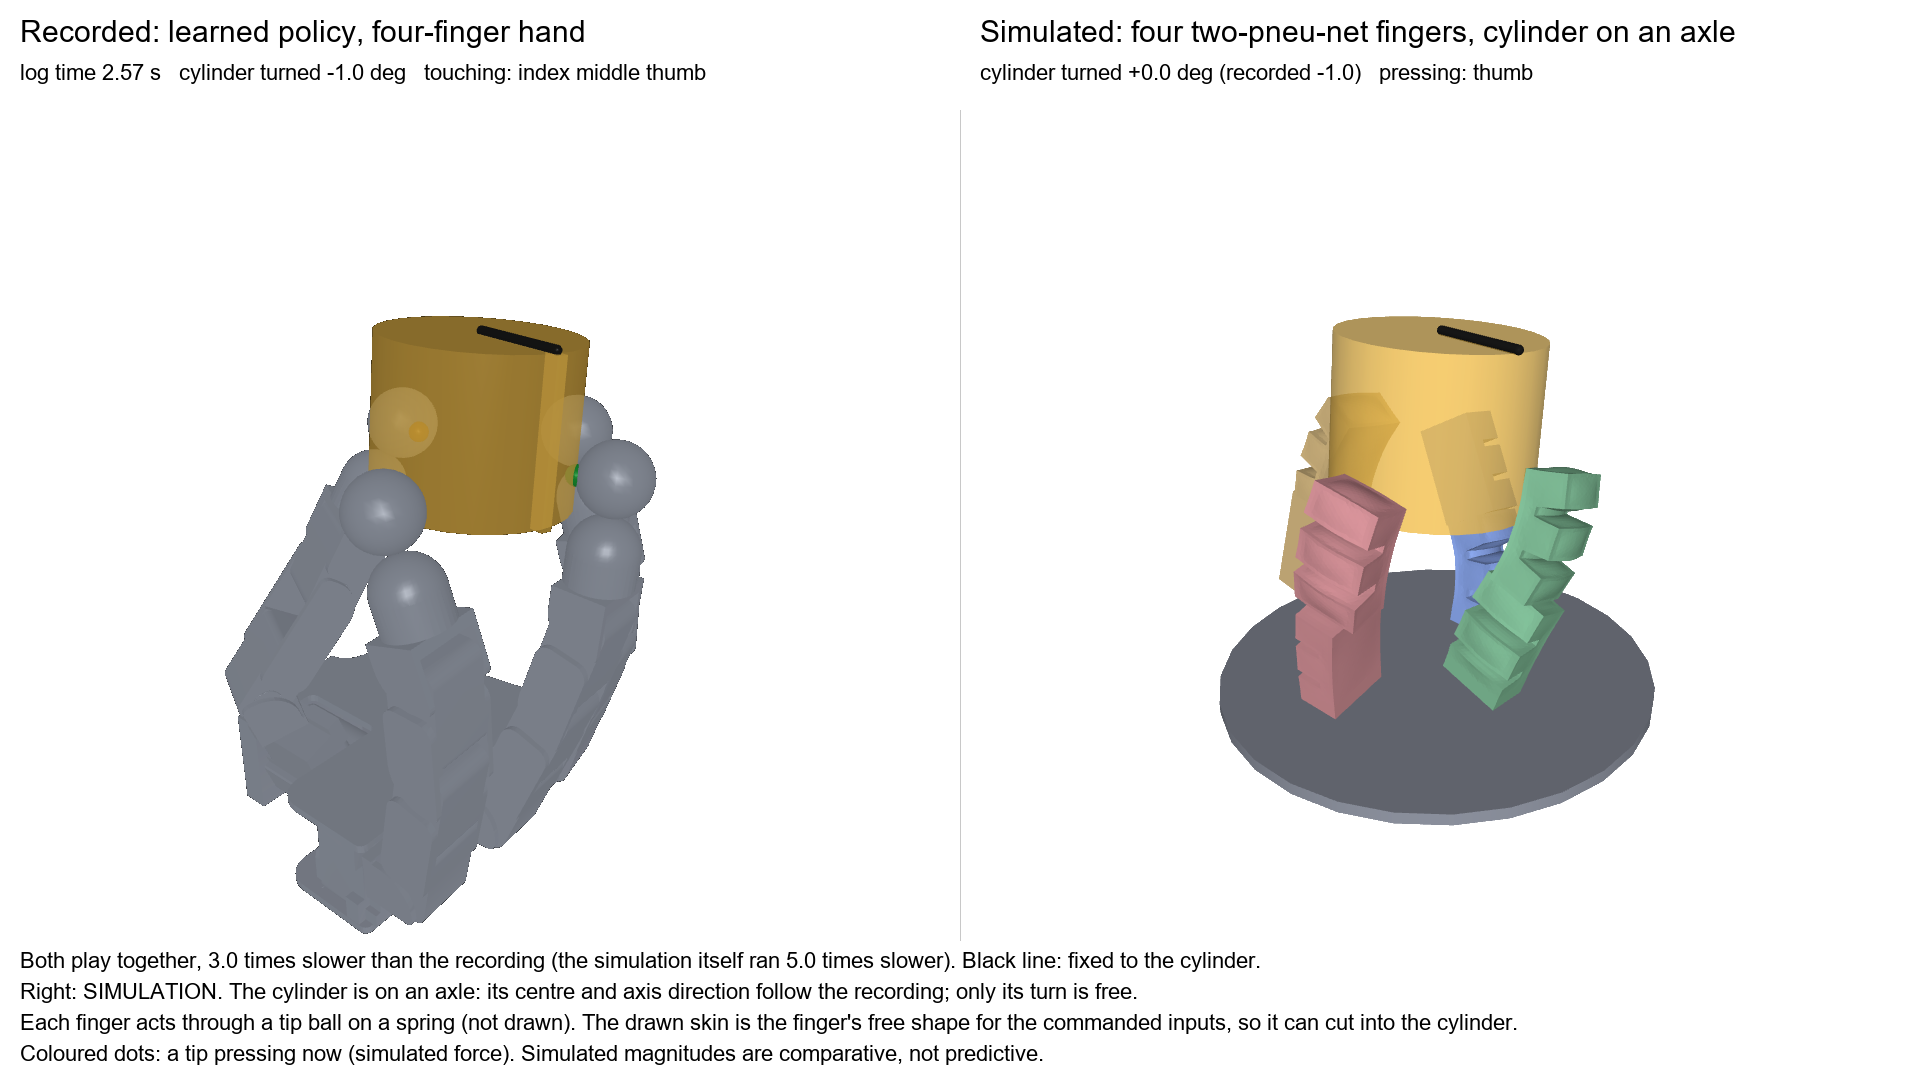 Recorded: learned policy, four-finger hand
log time 2.57 s   cylinder turned -1.0 deg   touching: index middle thumb
Simulated: four two-pneu-net fingers, cylinder on an axle
cylinder turned +0.0 deg (recorded -1.0)   pressing: thumb
Both play together, 3.0 times slower than the recording (the simulation itself ran 5.0 times slower). Black line: fixed to the cylinder.
Right: SIMULATION. The cylinder is on an axle: its centre and axis direction follow the recording; only its turn is free.
Each finger acts through a tip ball on a spring (not drawn). The drawn skin is the finger's free shape for the commanded inputs, so it can cut into the cylinder.
Coloured dots: a tip pressing now (simulated force). Simulated magnitudes are comparative, not predictive.